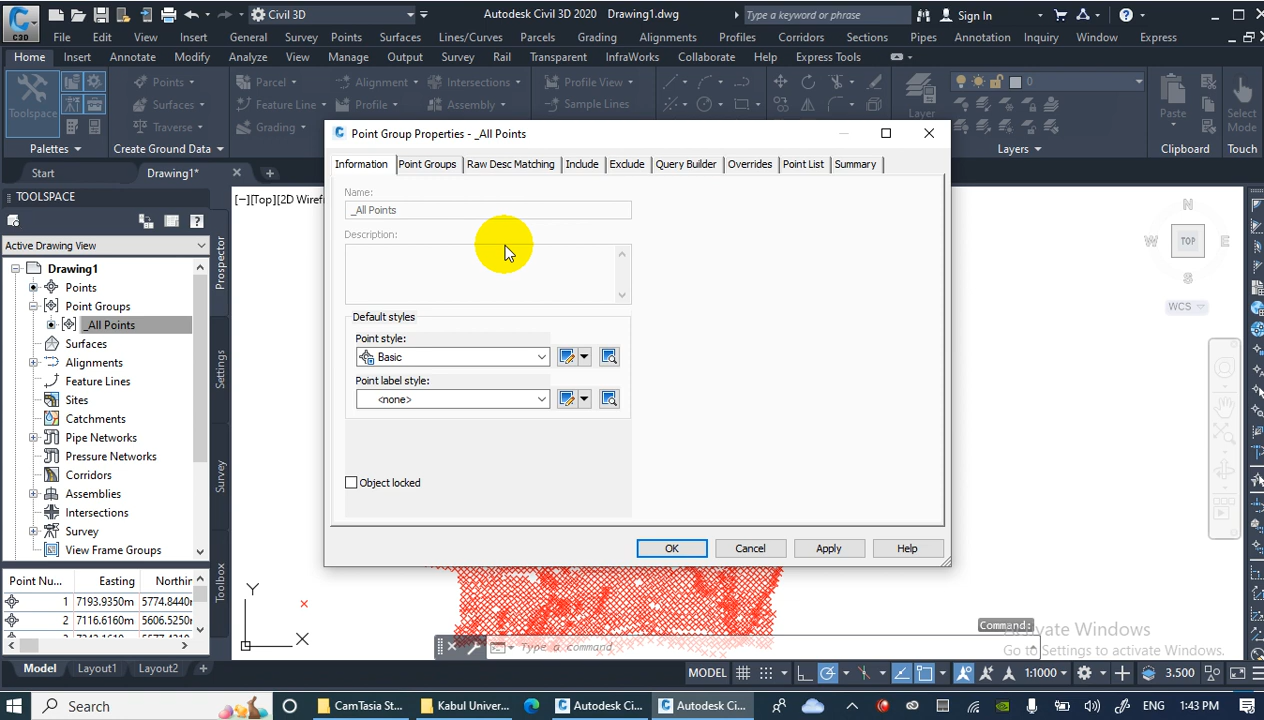 C3D
Civil 3D
Autodesk Civil 3D 2020 Drawing1.dwg
Type a keyword or phrase
Sign In
File Edit View Insert General Survey Points Surfaces Lines/Curves Parcels Grading Alignments Profiles Corridors Sections Pipes Annotation Inquiry Window Express
Home Insert Annotate Modify Analyze View Manage Output Survey Rail Transparent InfraWorks Collaborate Help Express Tools
Toolspace
Points
Surfaces
Traverse
Parcel
Feature Line
Grading
Alignment
Profile
Intersections
Assembly
Profile View
Sample Lines
Layer
0
Paste
Select
Mode
Palettes
Create Ground Data
Layers
Clipboard
Touch
Start
Drawing1*
TOOLSPACE
Active Drawing View
Drawing1
Points
Point Groups
_All Points
Surfaces
Alignments
Feature Lines
Sites
Catchments
Pipe Networks
Pressure Networks
Corridors
Assemblies
Intersections
Survey
View Frame Groups
Prospector
Settings
Survey
Toolbox
Point Nu... Easting Northir
1 7193.9350m 5774.8440r
2 7116.6160m 5606.5250r
[−][Top][2D Wirefr
Point Group Properties - _All Points
Information Point Groups Raw Desc Matching Include Exclude Query Builder Overrides Point List Summary
Name:
_All Points
Description:
Default styles
Point style:
Basic
Point label style:
<none>
Object locked
OK Cancel Apply Help
N
W TOP E
S
WCS
Y
X
Command:
Type a command
Activate Windows
Go to Settings to activate Windows.
Model Layout1 Layout2
MODEL
1:1000
3.500
Search
CamTasia St...
Kabul Univer...
Autodesk Ci...
Autodesk Ci...
ENG
1:43 PM